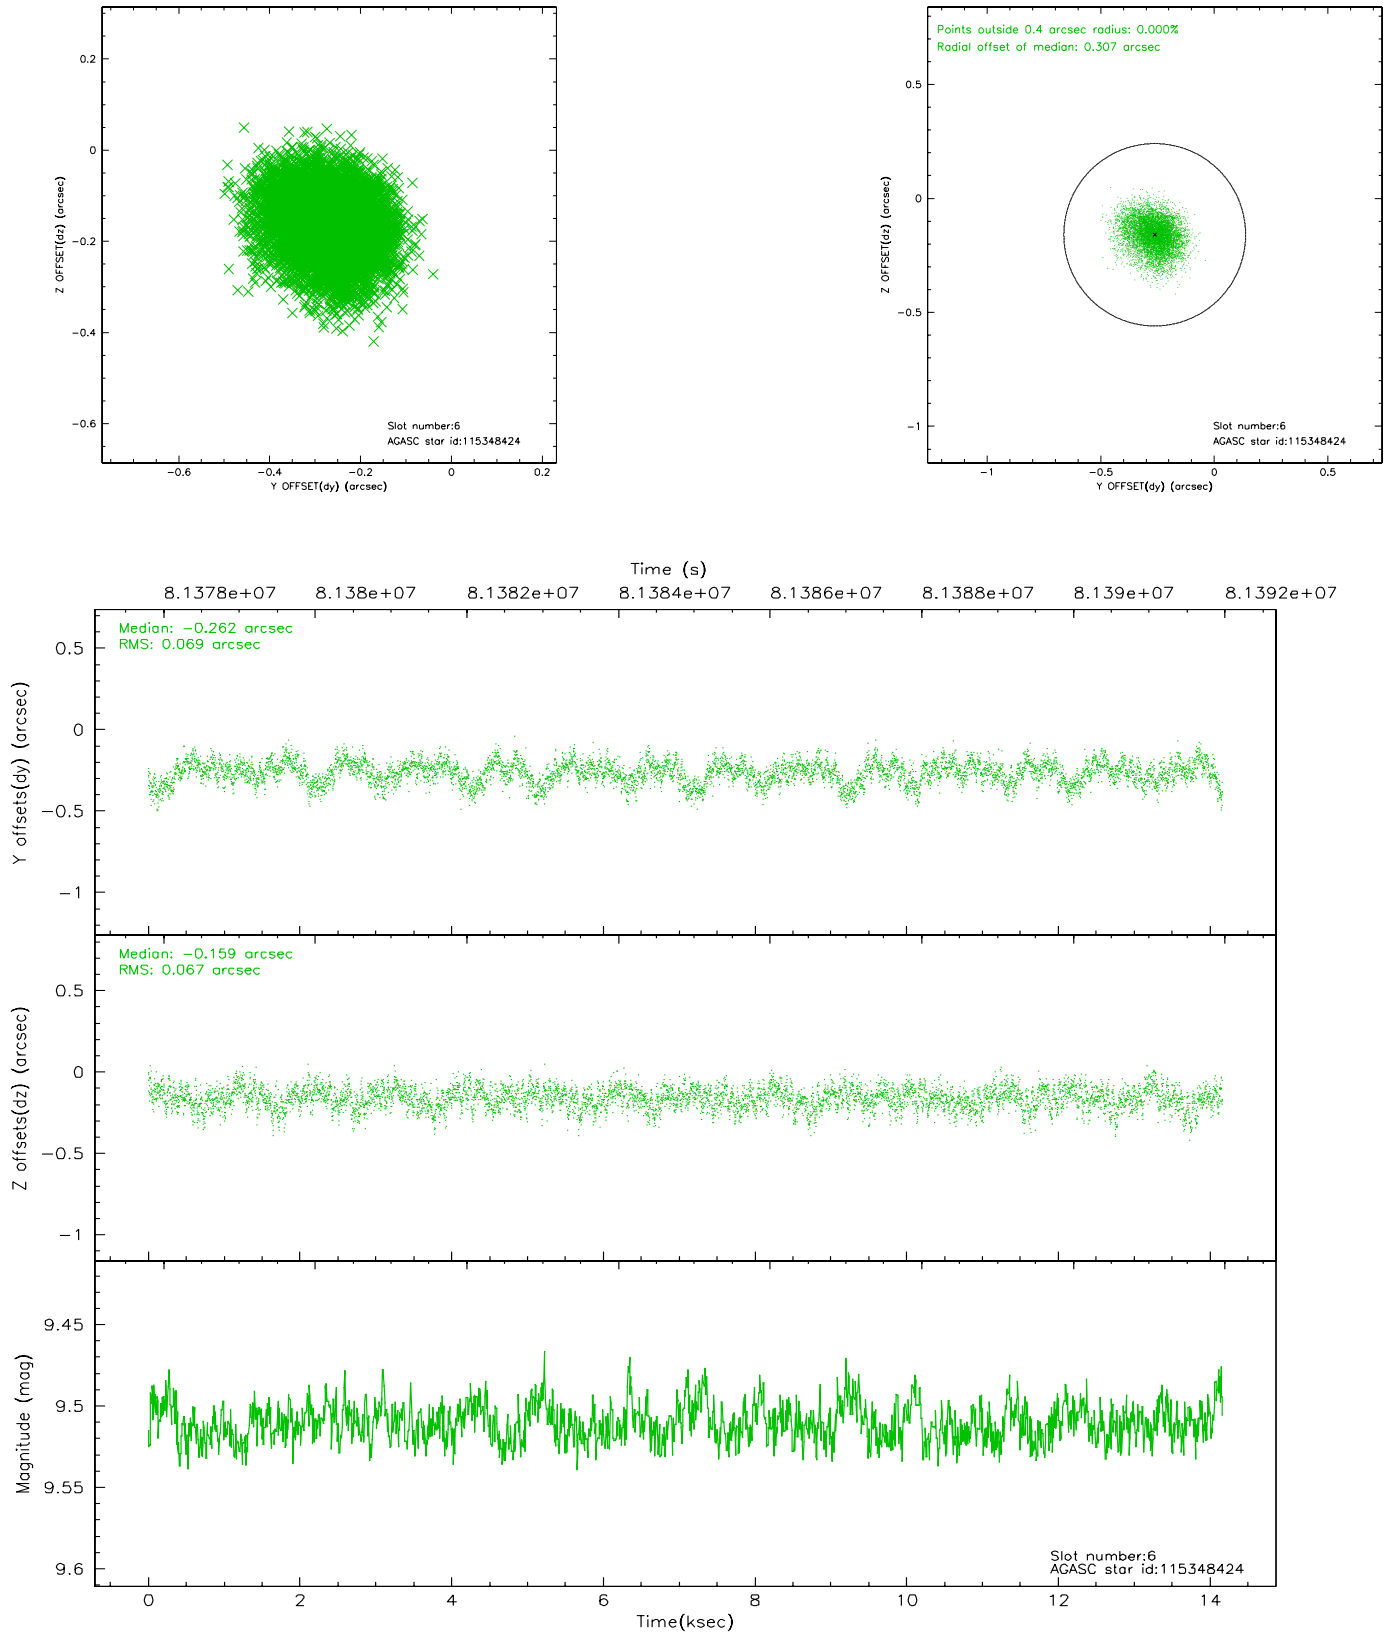 0.2
0
-0.2
-0.4
-0.6
Z OFFSET(dz) (arcsec)
Slot number:6
AGASC star id:115348424
-0.6 -0.4 -0.2 0 0.2
Y OFFSET(dy) (arcsec)
Points outside 0.4 arcsec radius: 0.000%
Radial offset of median: 0.307 arcsec
0.5
0
-0.5
-1
Z OFFSET(dz) (arcsec)
Slot number:6
AGASC star id:115348424
-1 -0.5 0 0.5
Y OFFSET(dy) (arcsec)
Time (s)
8.1378e+07 8.138e+07 8.1382e+07 8.1384e+07 8.1386e+07 8.1388e+07 8.139e+07 8.1392e+07
Median: -0.262 arcsec
RMS: 0.069 arcsec
0.5
0
-0.5
-1
Y offsets(dy) (arcsec)
Median: -0.159 arcsec
RMS: 0.067 arcsec
0.5
0
-0.5
-1
Z offsets(dz) (arcsec)
9.45
9.5
9.55
9.6
Magnitude (mag)
Slot number:6
AGASC star id:115348424
0 2 4 6 8 10 12 14
Time(ksec)